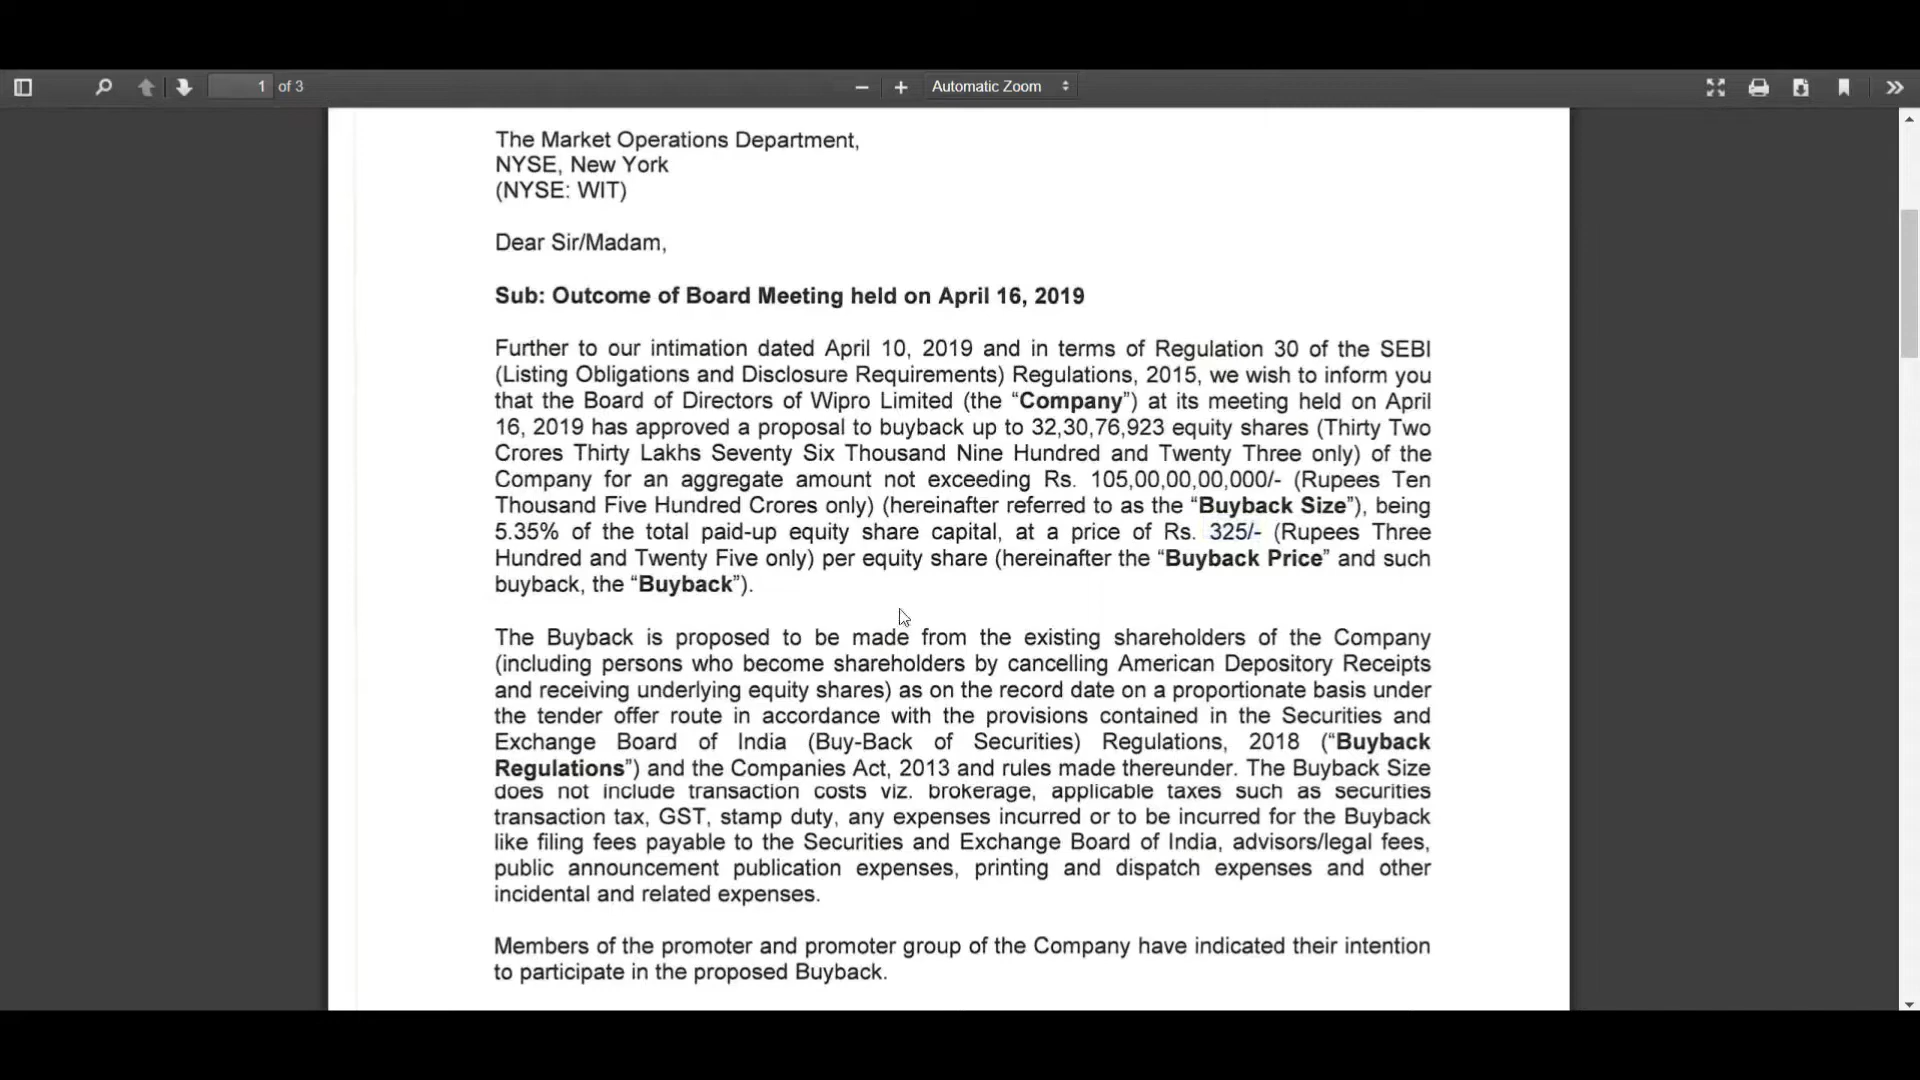 1 of 3
Automatic Zoom
The Market Operations Department,
NYSE, New York
(NYSE: WIT)
Dear Sir/Madam,
Sub: Outcome of Board Meeting held on April 16, 2019
Further to our intimation dated April 10, 2019 and in terms of Regulation 30 of the SEBI
(Listing Obligations and Disclosure Requirements) Regulations, 2015, we wish to inform you
that the Board of Directors of Wipro Limited (the “Company”) at its meeting held on April
16, 2019 has approved a proposal to buyback up to 32,30,76,923 equity shares (Thirty Two
Crores Thirty Lakhs Seventy Six Thousand Nine Hundred and Twenty Three only) of the
Company for an aggregate amount not exceeding Rs. 105,00,00,00,000/- (Rupees Ten
Thousand Five Hundred Crores only) (hereinafter referred to as the “Buyback Size”), being
5.35% of the total paid-up equity share capital, at a price of Rs. 325/- (Rupees Three
Hundred and Twenty Five only) per equity share (hereinafter the “Buyback Price” and such
buyback, the “Buyback”).
The Buyback is proposed to be made from the existing shareholders of the Company
(including persons who become shareholders by cancelling American Depository Receipts
and receiving underlying equity shares) as on the record date on a proportionate basis under
the tender offer route in accordance with the provisions contained in the Securities and
Exchange Board of India (Buy-Back of Securities) Regulations, 2018 (“Buyback
Regulations”) and the Companies Act, 2013 and rules made thereunder. The Buyback Size
does not include transaction costs viz. brokerage, applicable taxes such as securities
transaction tax, GST, stamp duty, any expenses incurred or to be incurred for the Buyback
like filing fees payable to the Securities and Exchange Board of India, advisors/legal fees,
public announcement publication expenses, printing and dispatch expenses and other
incidental and related expenses.
Members of the promoter and promoter group of the Company have indicated their intention
to participate in the proposed Buyback.